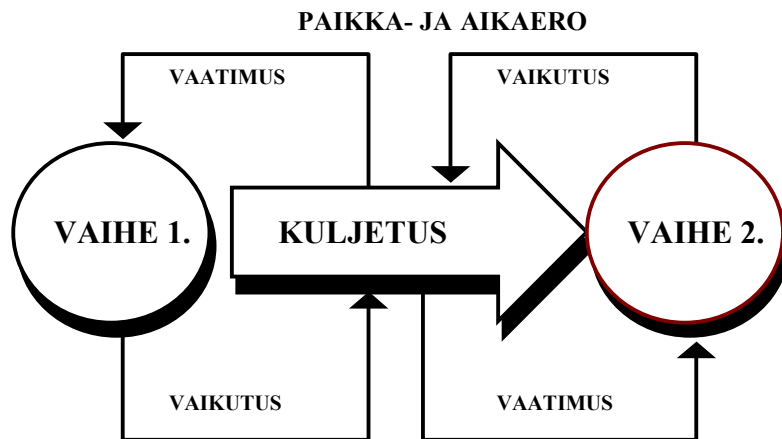 PAIKKA- JA AIKAERO
VAATIMUS
VAIKUTUS
VAIHE 1.
KULJETUS
VAIHE 2.
VAIKUTUS
VAATIMUS